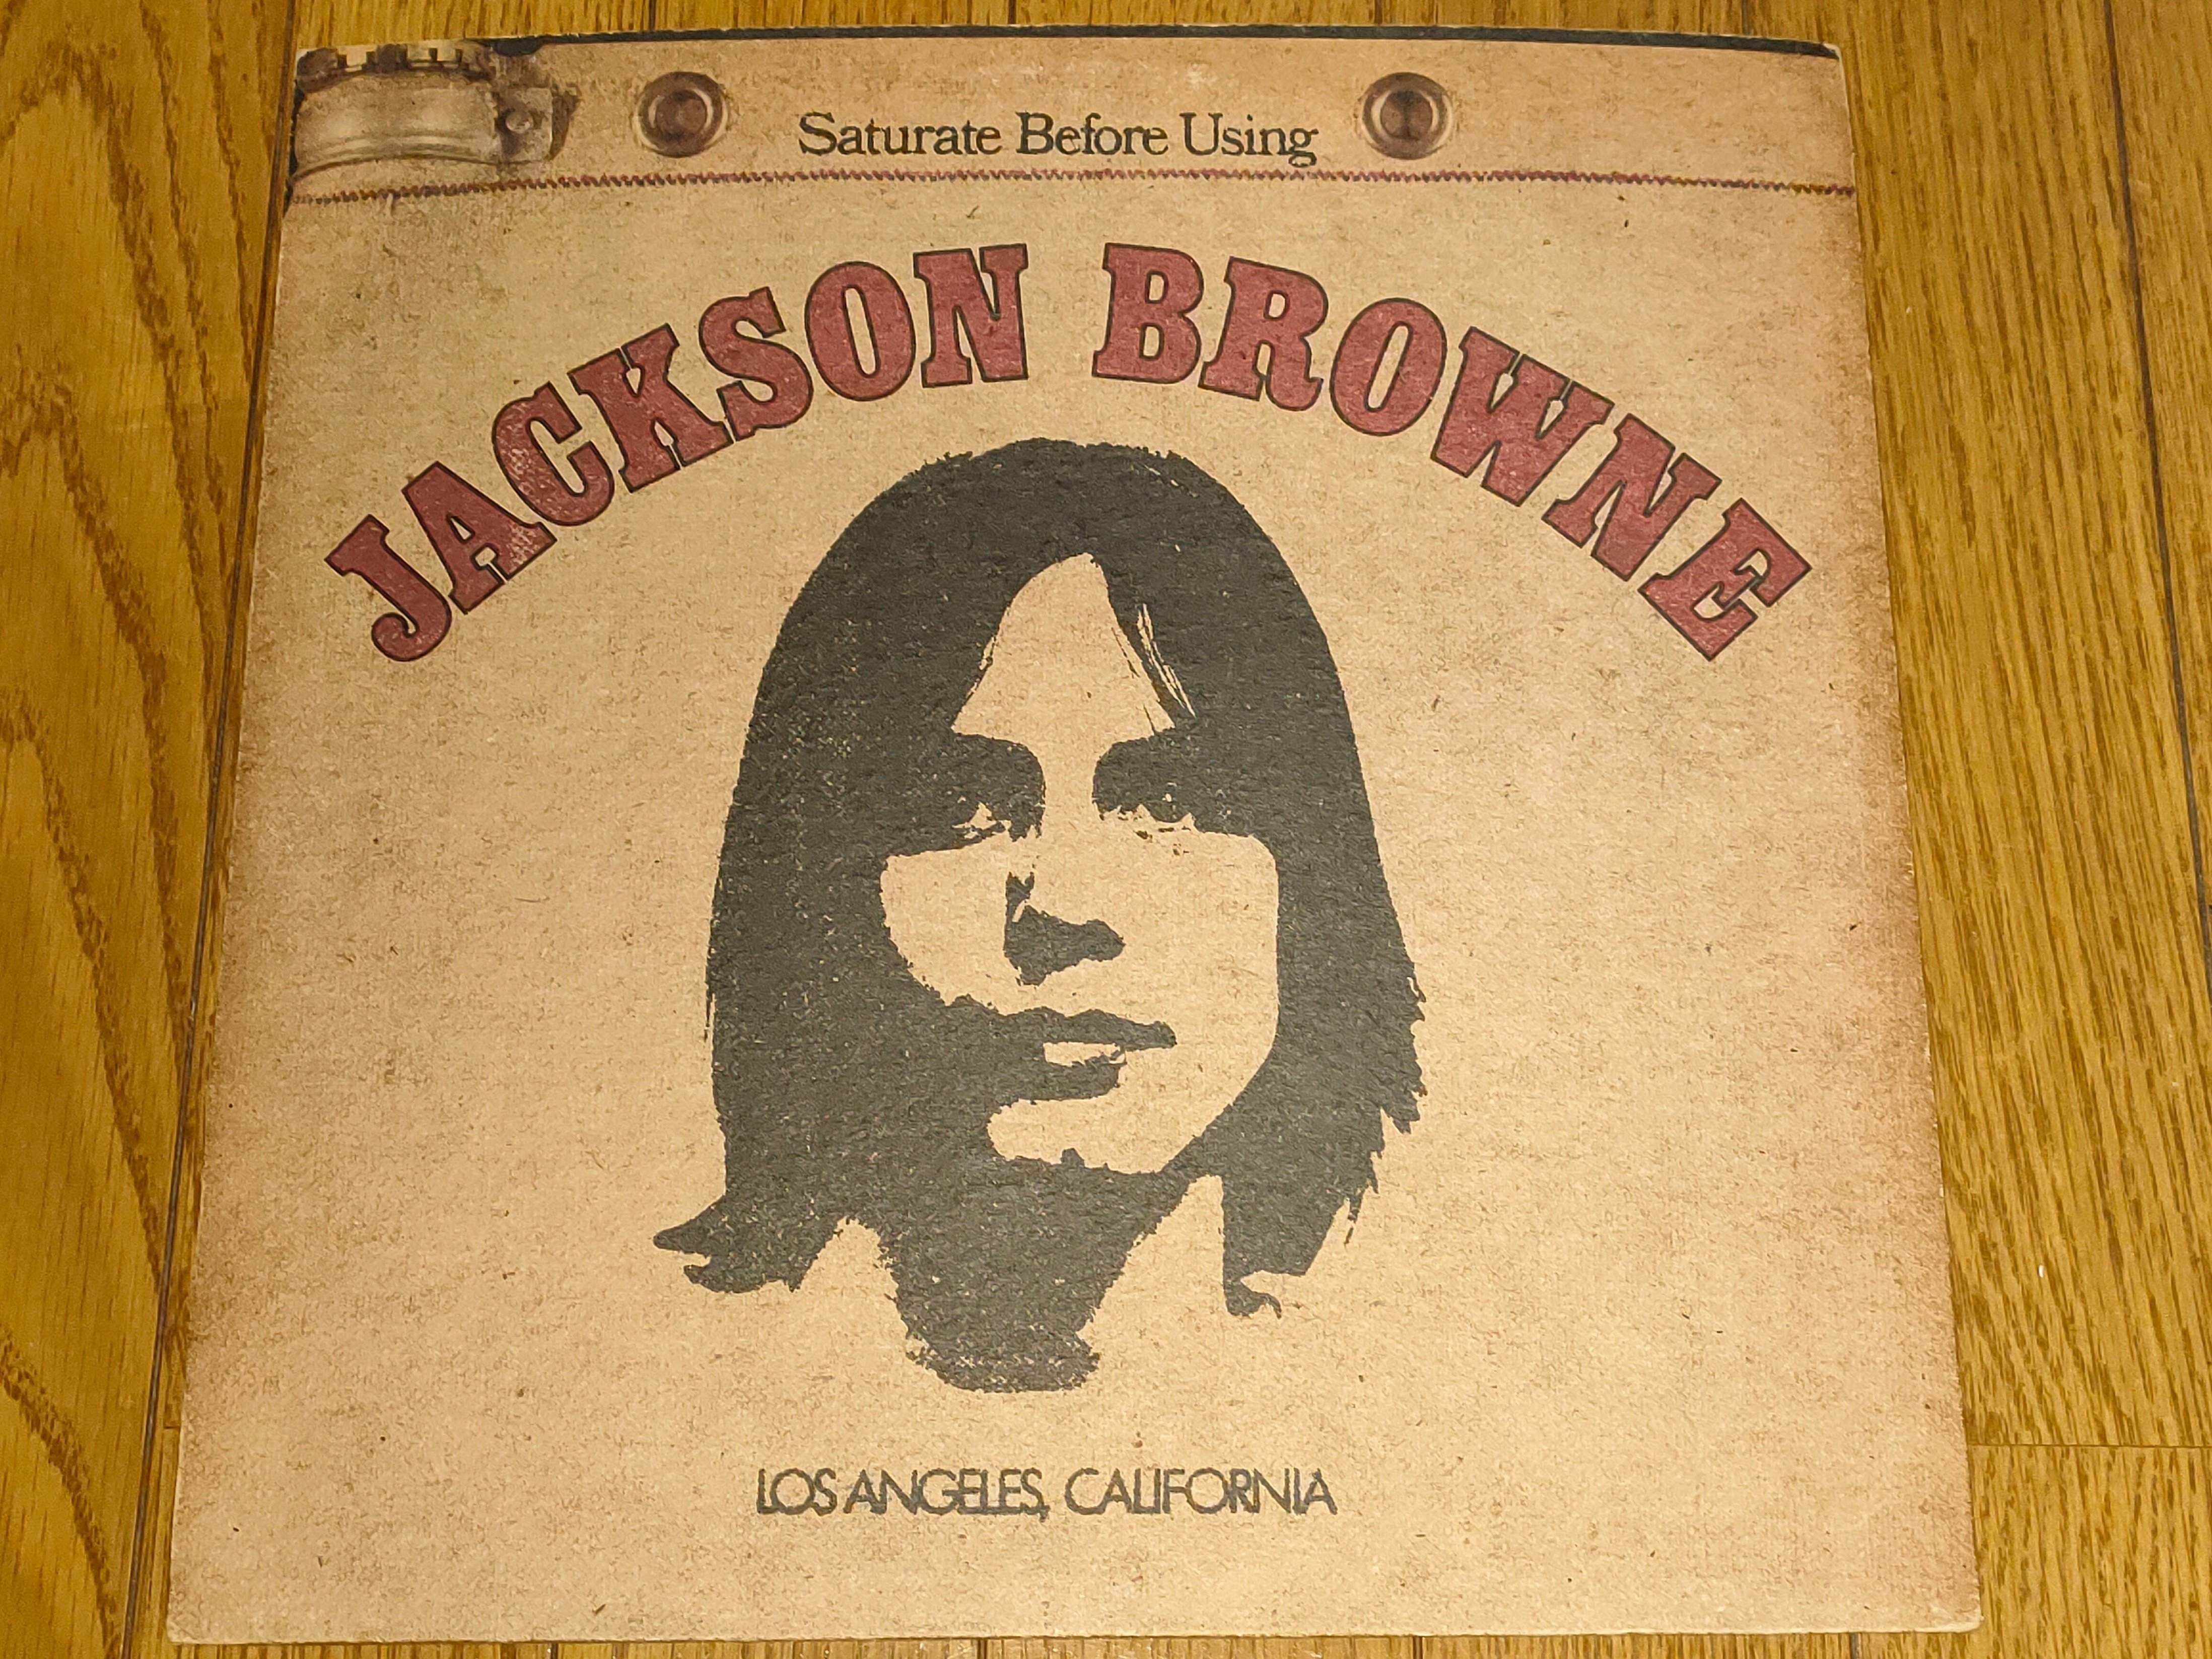 Saturate Before Using
JACKSON BROWNE
LOS ANGELES, CALIFORNIA